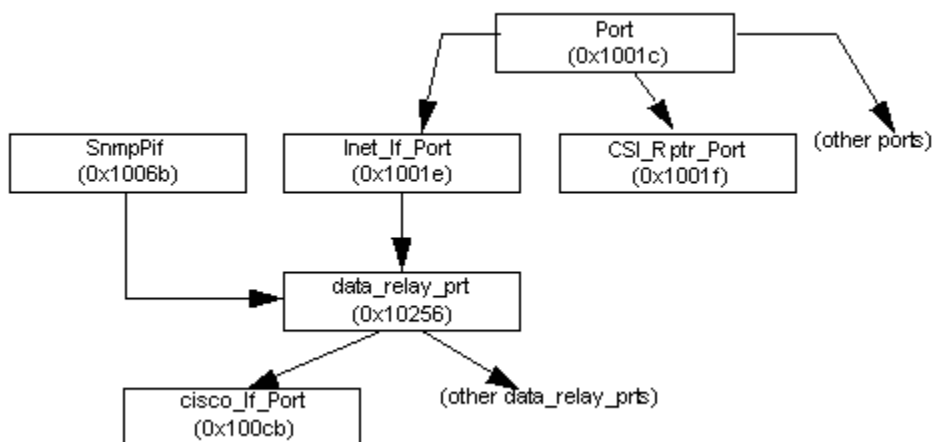 Port
(0x1001c)
(other ports)
SnmpPif
(0x1006b)
Inet_If_Port
(0x1001e)
CSI_Rptr_Port
(0x1001f)
data_relay_prt
(0x10256)
cisco_If_Port
(0x100cb)
(other data_relay_prts)